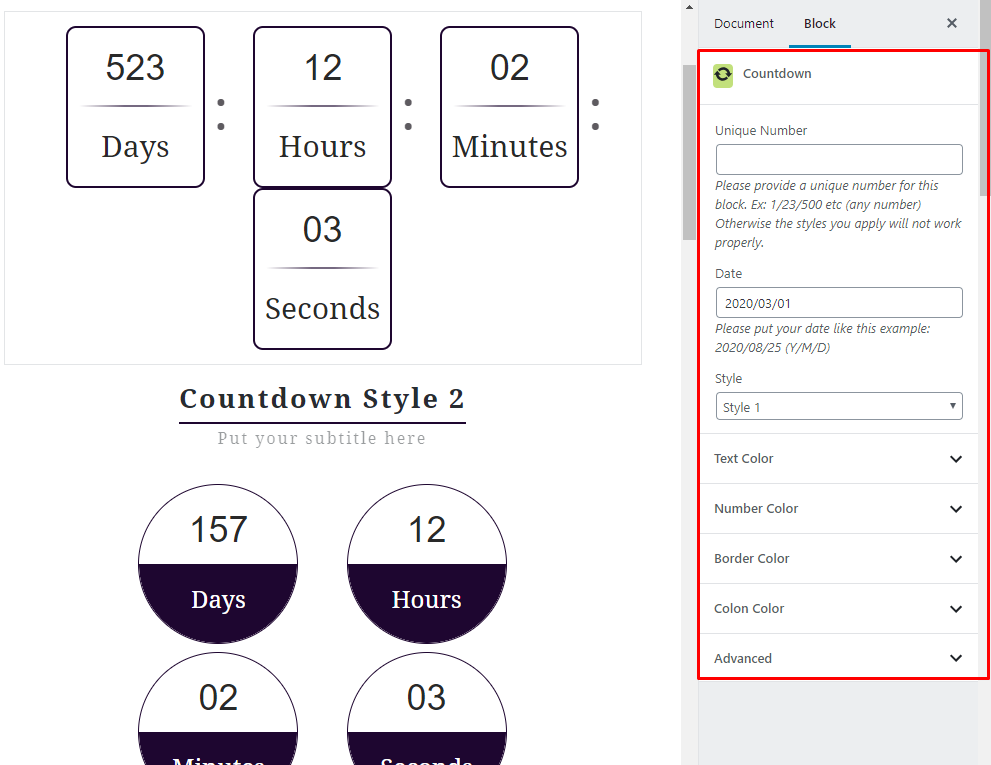 523
12
02
:
:
:
Days
Hours
Minutes
03
Seconds
Countdown Style 2
Put your subtitle here
157
12
Days
Hours
02
03
Minutes
Seconds
Document
Block
×
Countdown
Unique Number
Please provide a unique number for this
block. Ex: 1/23/500 etc (any number)
Otherwise the styles you apply will not work
properly.
Date
2020/03/01
Please put your date like this example:
2020/08/25 (Y/M/D)
Style
Style 1
Text Color
Number Color
Border Color
Colon Color
Advanced